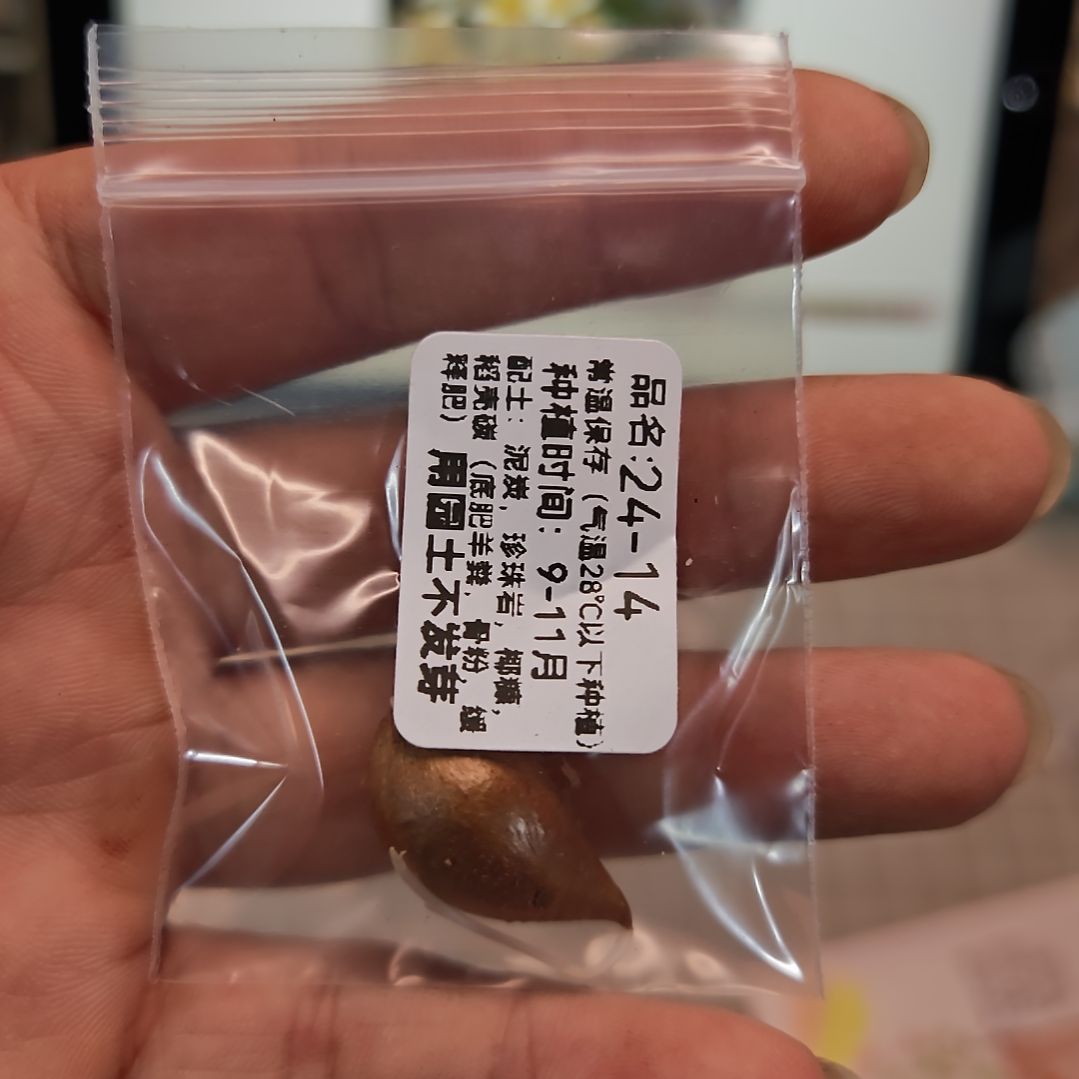 品名:24-14
常温保存（气温28℃以下种植）
种植时间：9-11月
配土：泥炭，珍珠岩，椰糠，
稻壳碳（底肥羊粪，骨粉，缓
释肥）
用园土不发芽